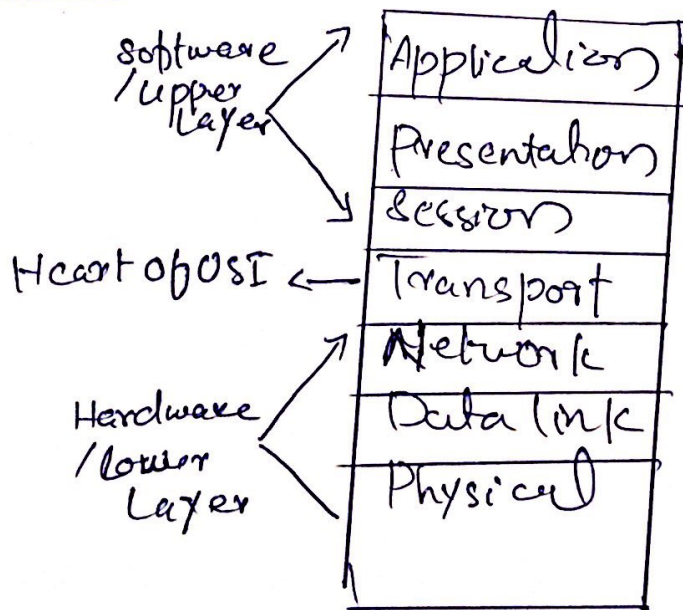 Software
/upper
Layer
Application
Presentation
Session
Heart Of OSI
Transport
Network
Hardware
/lower
Layer
Data link
Physical